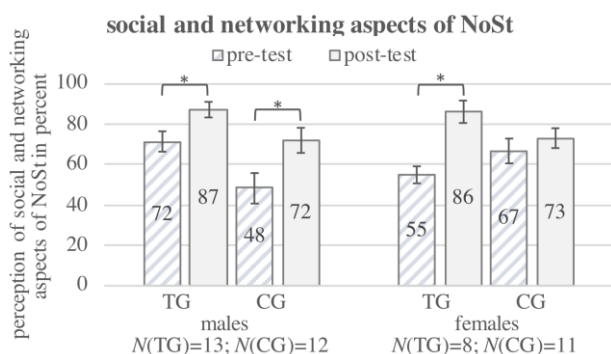 social and networking aspects of NoSt
pre-test post-test
perception of social and networking
aspects of NoSt in percent
100
80
60
40
20
0
* * *
72 87 48 72 55 86 67 73
TG CG TG CG
males females
N(TG)=13; N(CG)=12 N(TG)=8; N(CG)=11